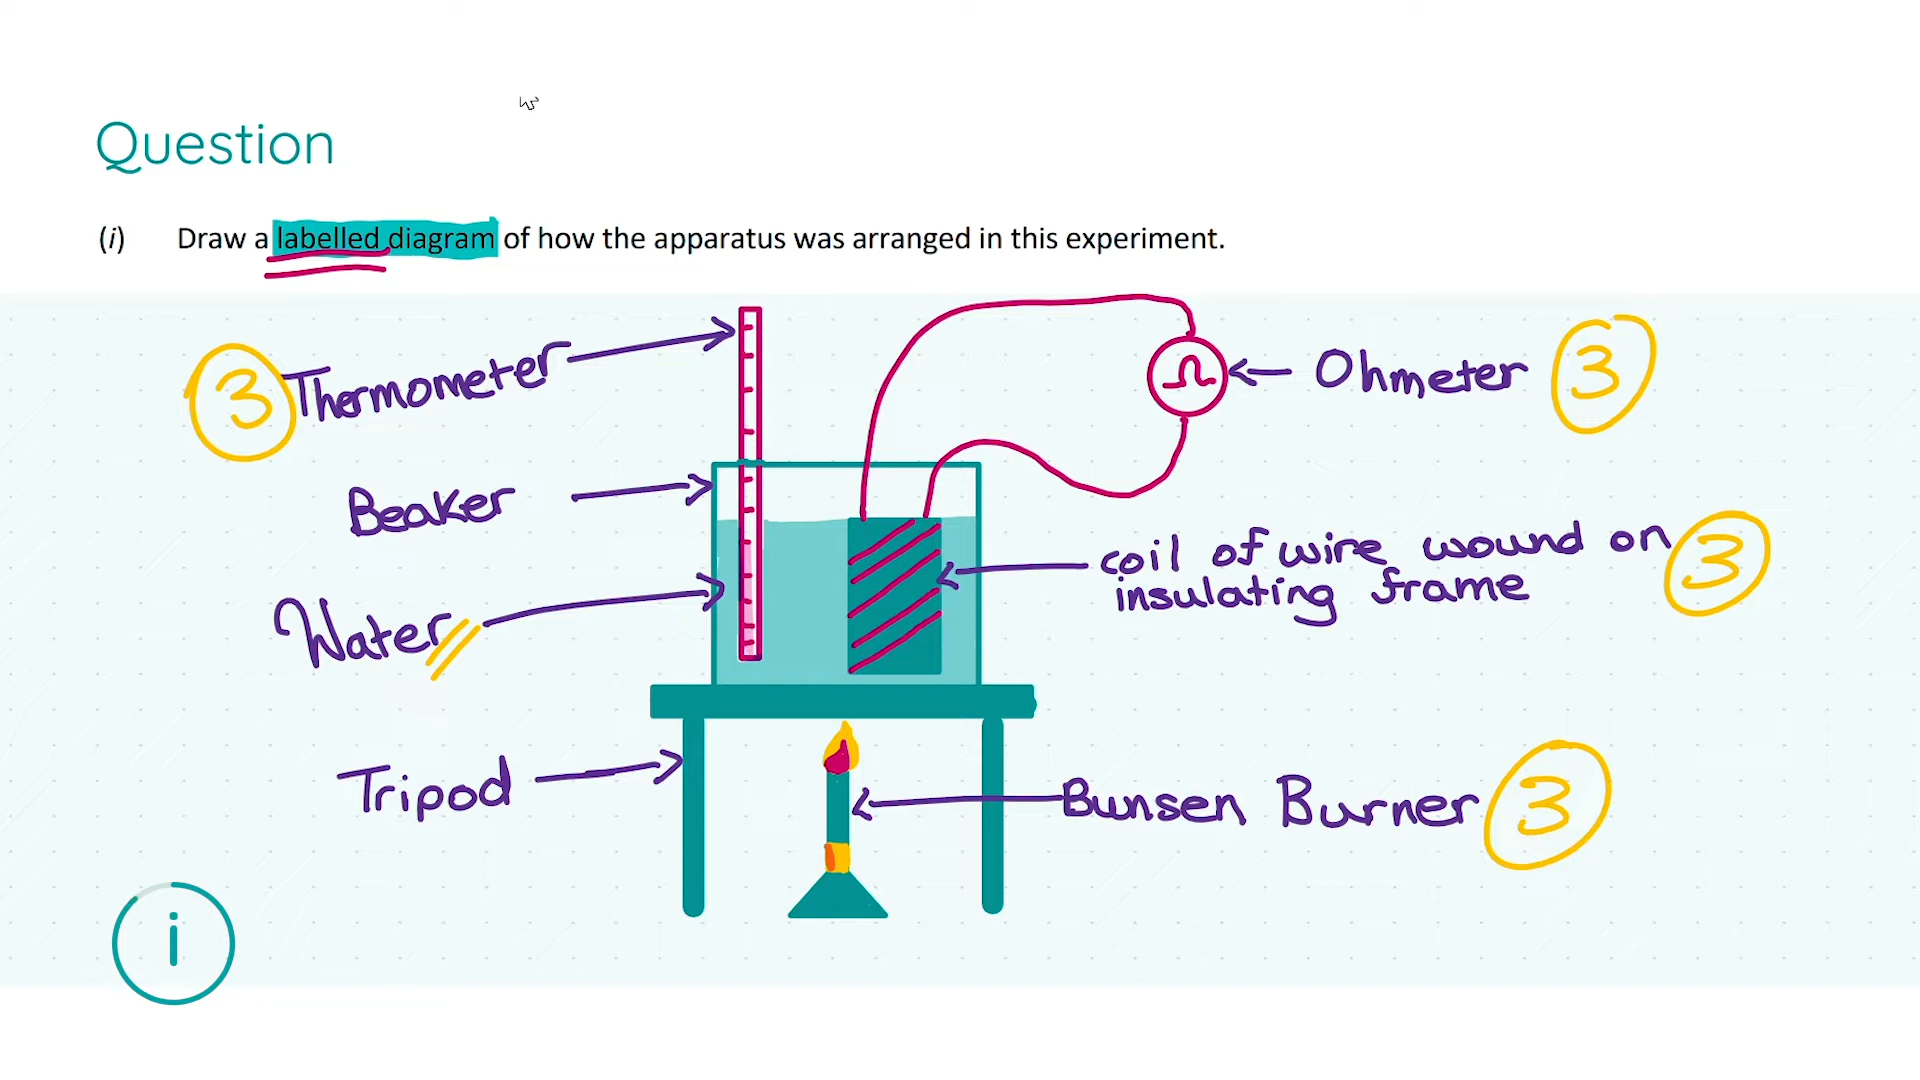 Question
(i) Draw a labelled diagram of how the apparatus was arranged in this experiment.
3 Thermometer
Ω
Ohmeter 3
Beaker
coil of wire wound on 3
insulating frame
Water
Tripod
Bunsen Burner 3
i